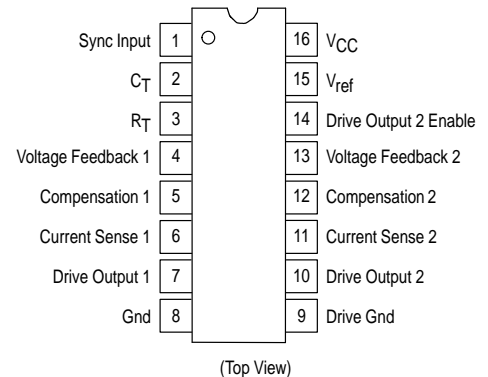 Sync Input 1 16 VCC
CT 2 15 Vref
RT 3 14 Drive Output 2 Enable
Voltage Feedback 1 4 13 Voltage Feedback 2
Compensation 1 5 12 Compensation 2
Current Sense 1 6 11 Current Sense 2
Drive Output 1 7 10 Drive Output 2
Gnd 8 9 Drive Gnd
(Top View)